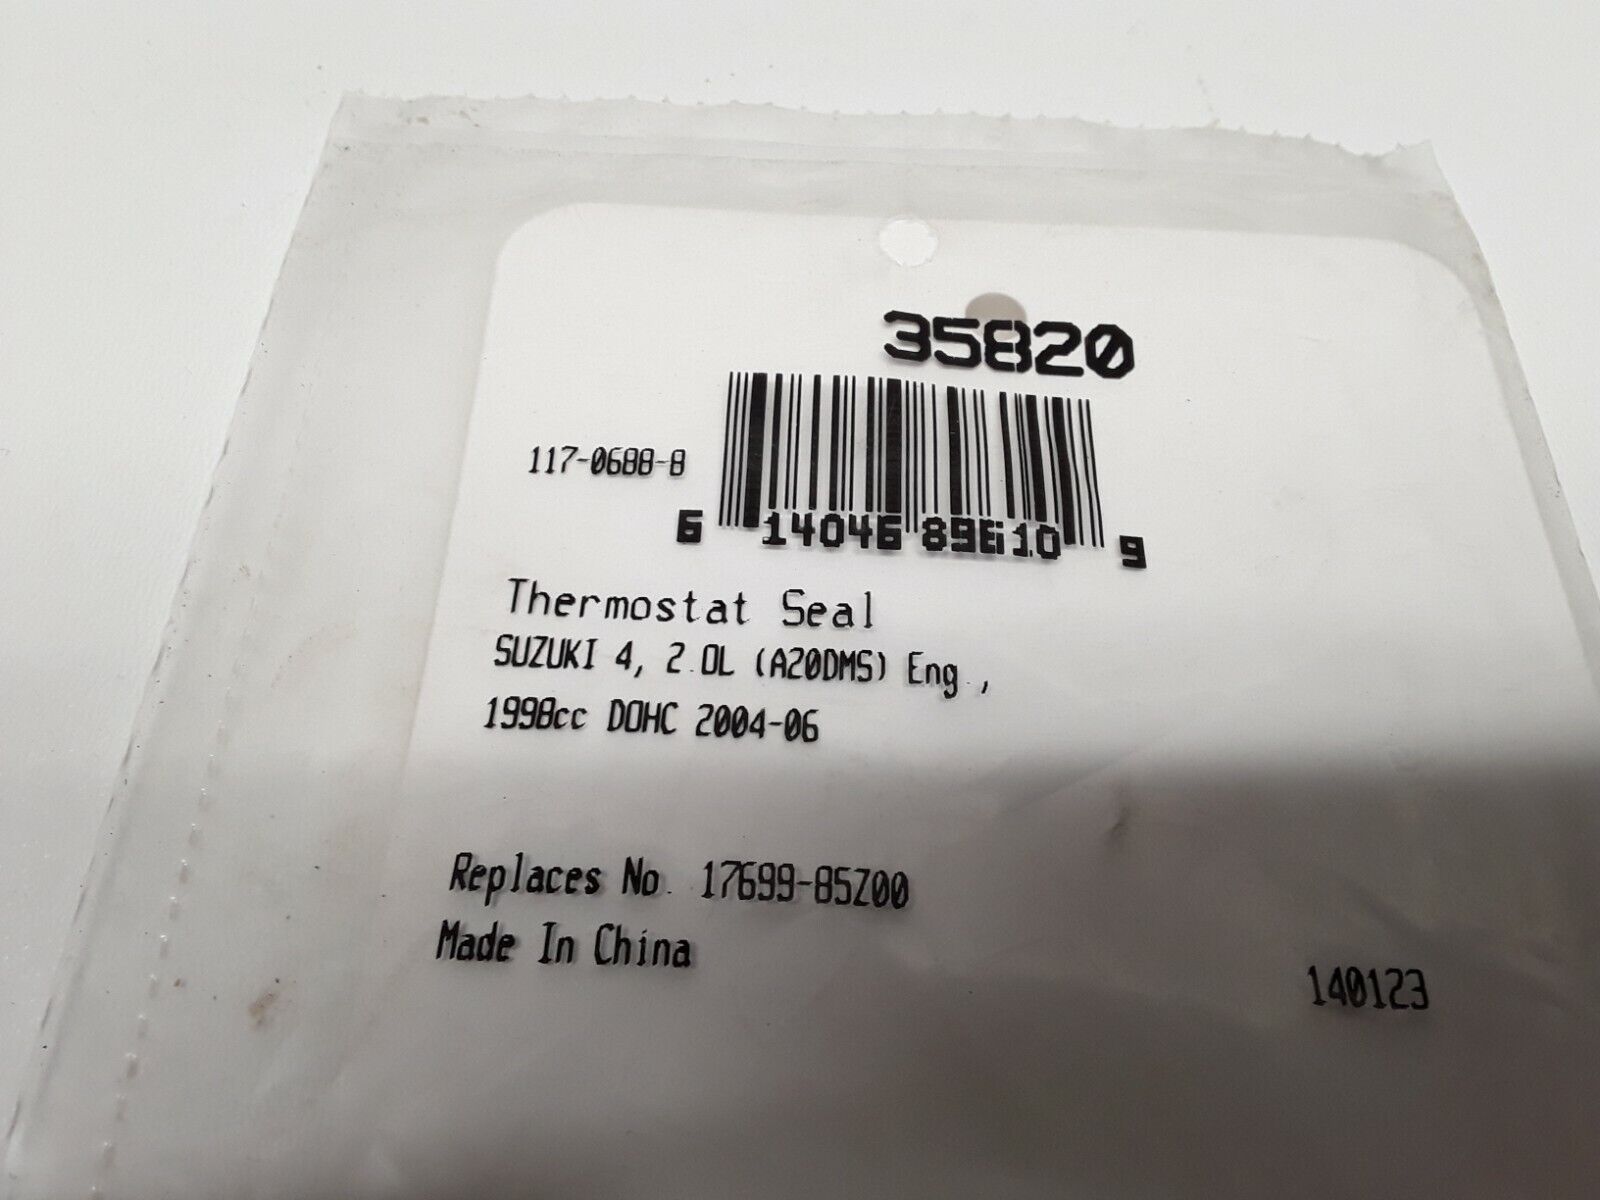 35820
117-0688-8
6 14046 89610 9
Thermostat Seal
SUZUKI 4, 2.0L (A20DMS) Eng.,
1998cc DOHC 2004-06
Replaces No. 17699-85Z00
Made In China
140123